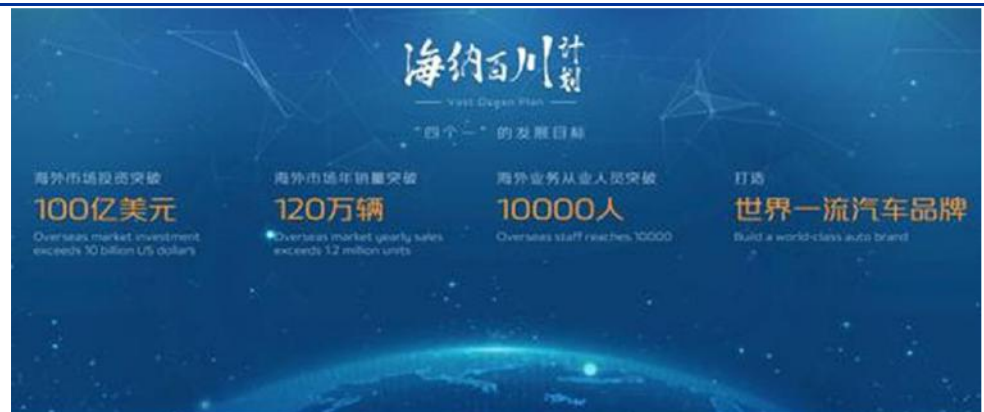 海纳百川计划
Vast Ocean Plan
“四个一”的发展目标
海外市场投资突破
100亿美元
Overseas market investment
exceeds 10 billion US dollars
海外市场年销量突破
120万辆
Overseas market yearly sales
exceeds 1.2 million units
海外业务从业人员突破
10000人
Overseas staff reaches 10000
打造
世界一流汽车品牌
Build a world-class auto brand